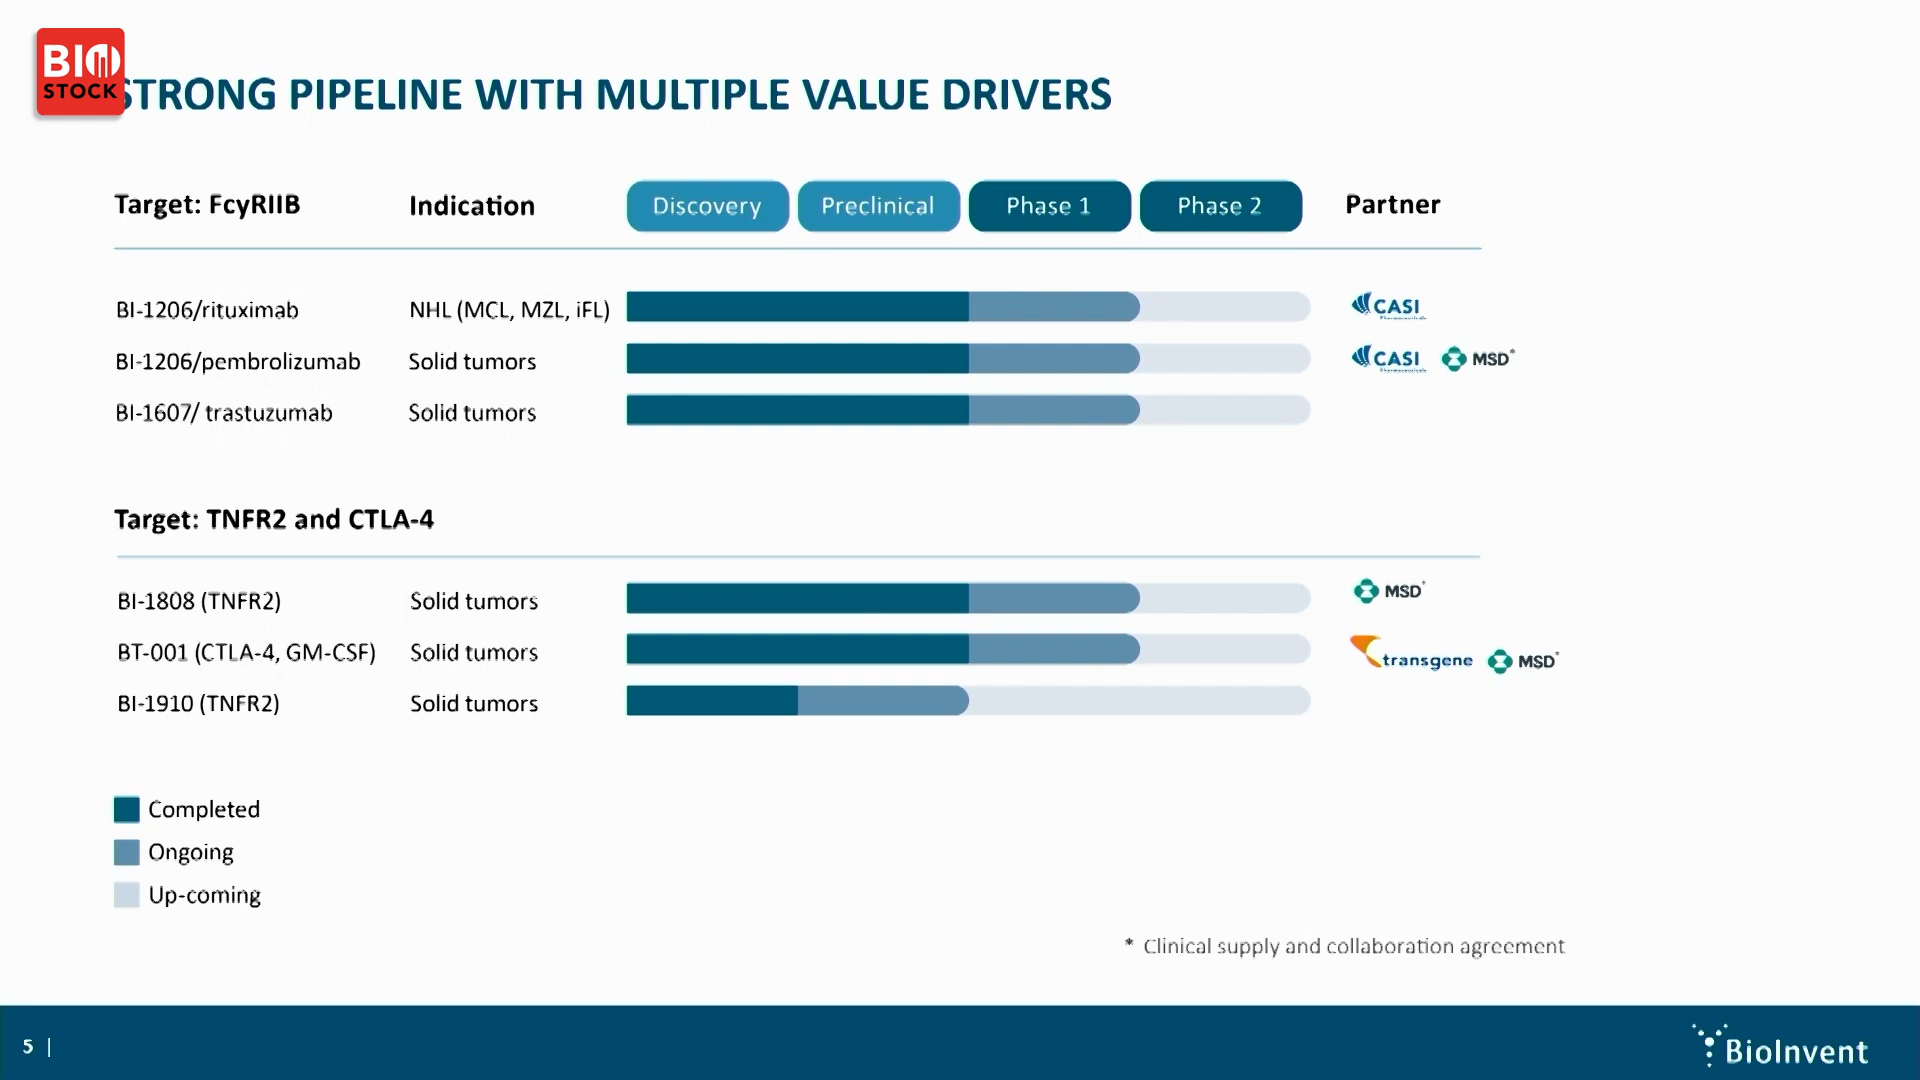 BIO
STOCK
STRONG PIPELINE WITH MULTIPLE VALUE DRIVERS
Target: FcyRIIB Indication Discovery Preclinical Phase 1 Phase 2 Partner
BI-1206/rituximab NHL (MCL, MZL, iFL) CASI Pharmaceuticals
BI-1206/pembrolizumab Solid tumors CASI Pharmaceuticals MSD*
BI-1607/ trastuzumab Solid tumors
Target: TNFR2 and CTLA-4
BI-1808 (TNFR2) Solid tumors MSD*
BT-001 (CTLA-4, GM-CSF) Solid tumors transgene MSD*
BI-1910 (TNFR2) Solid tumors
Completed
Ongoing
Up-coming
* Clinical supply and collaboration agreement
5 | BioInvent